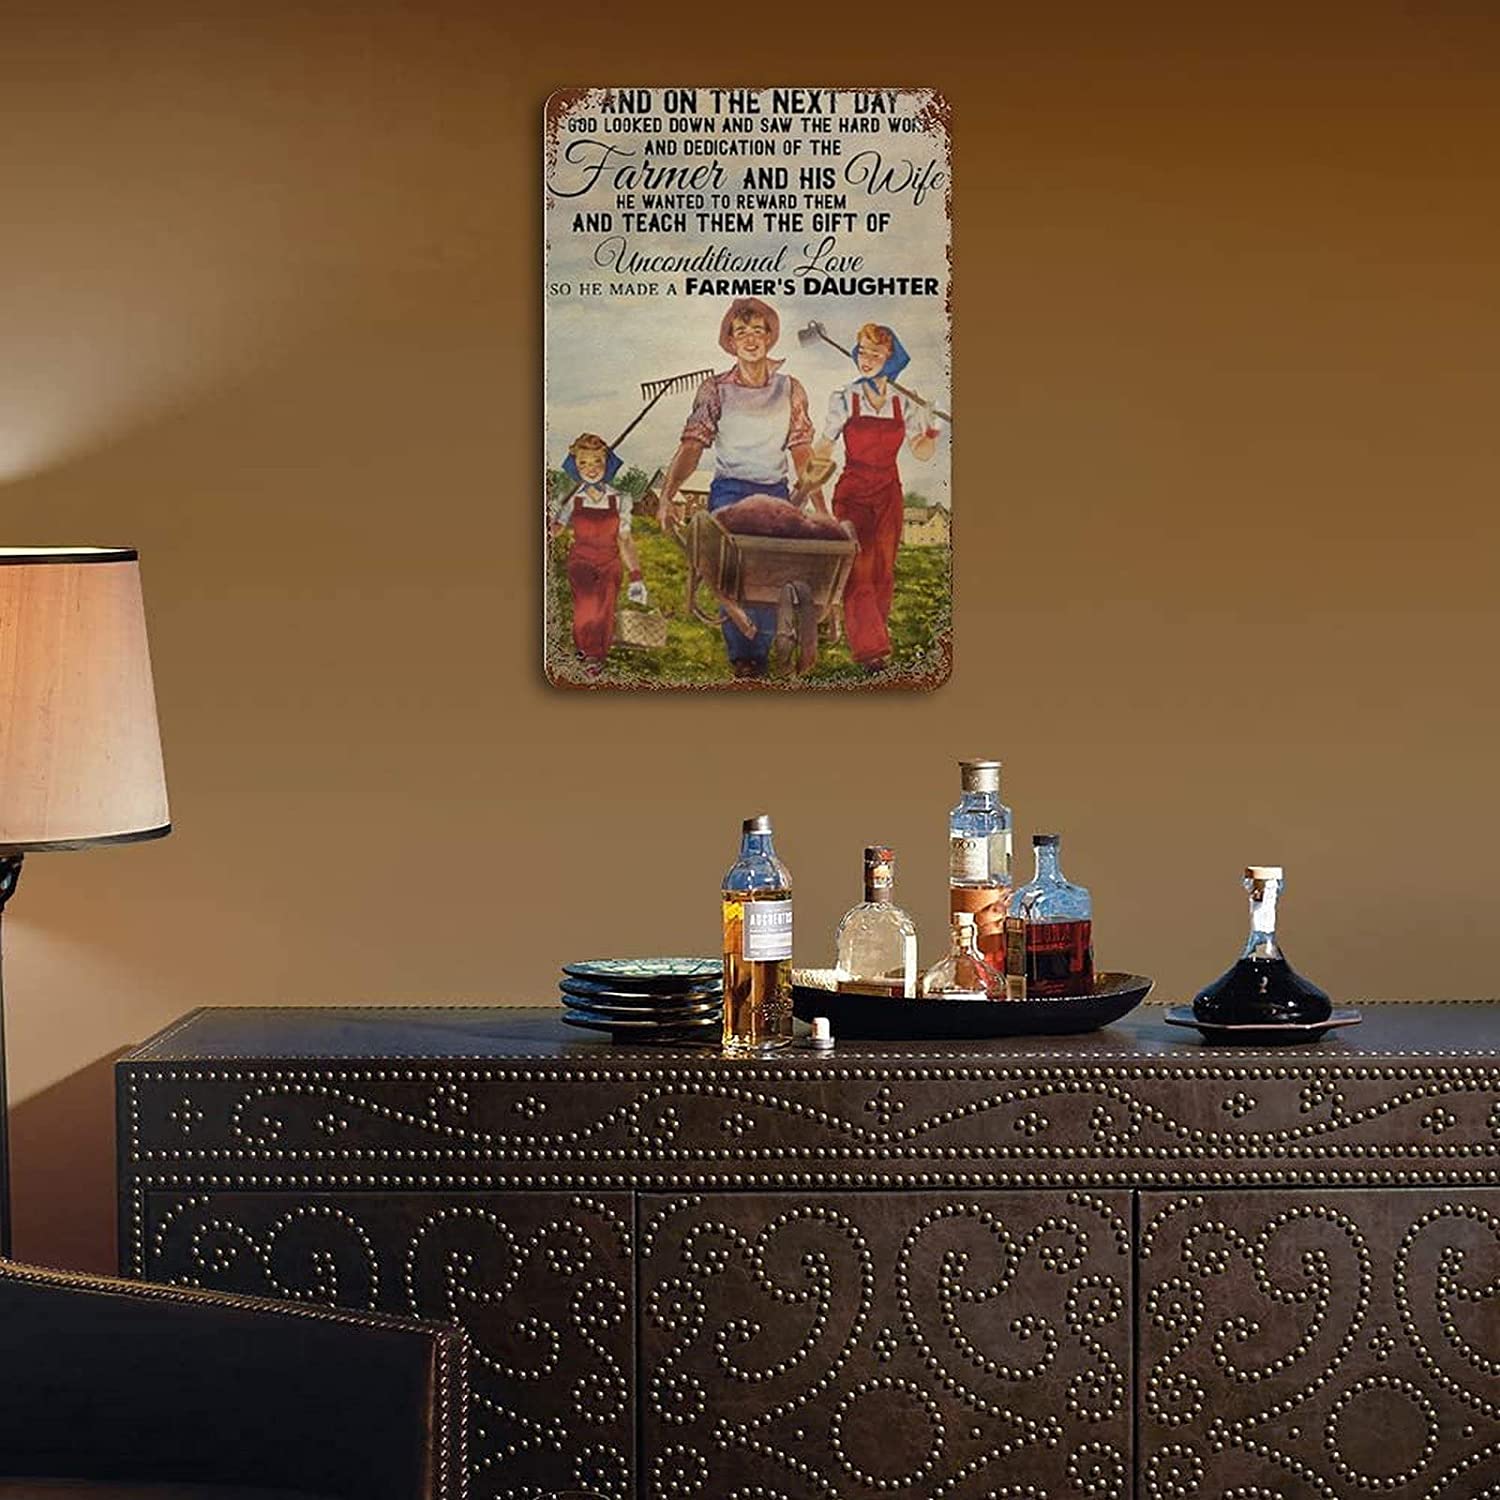 AND ON THE NEXT DAY
GOD LOOKED DOWN AND SAW THE HARD WORK
AND DEDICATION OF THE
Farmer AND HIS Wife
HE WANTED TO REWARD THEM
AND TEACH THEM THE GIFT OF
Unconditional Love
SO HE MADE A FARMER'S DAUGHTER